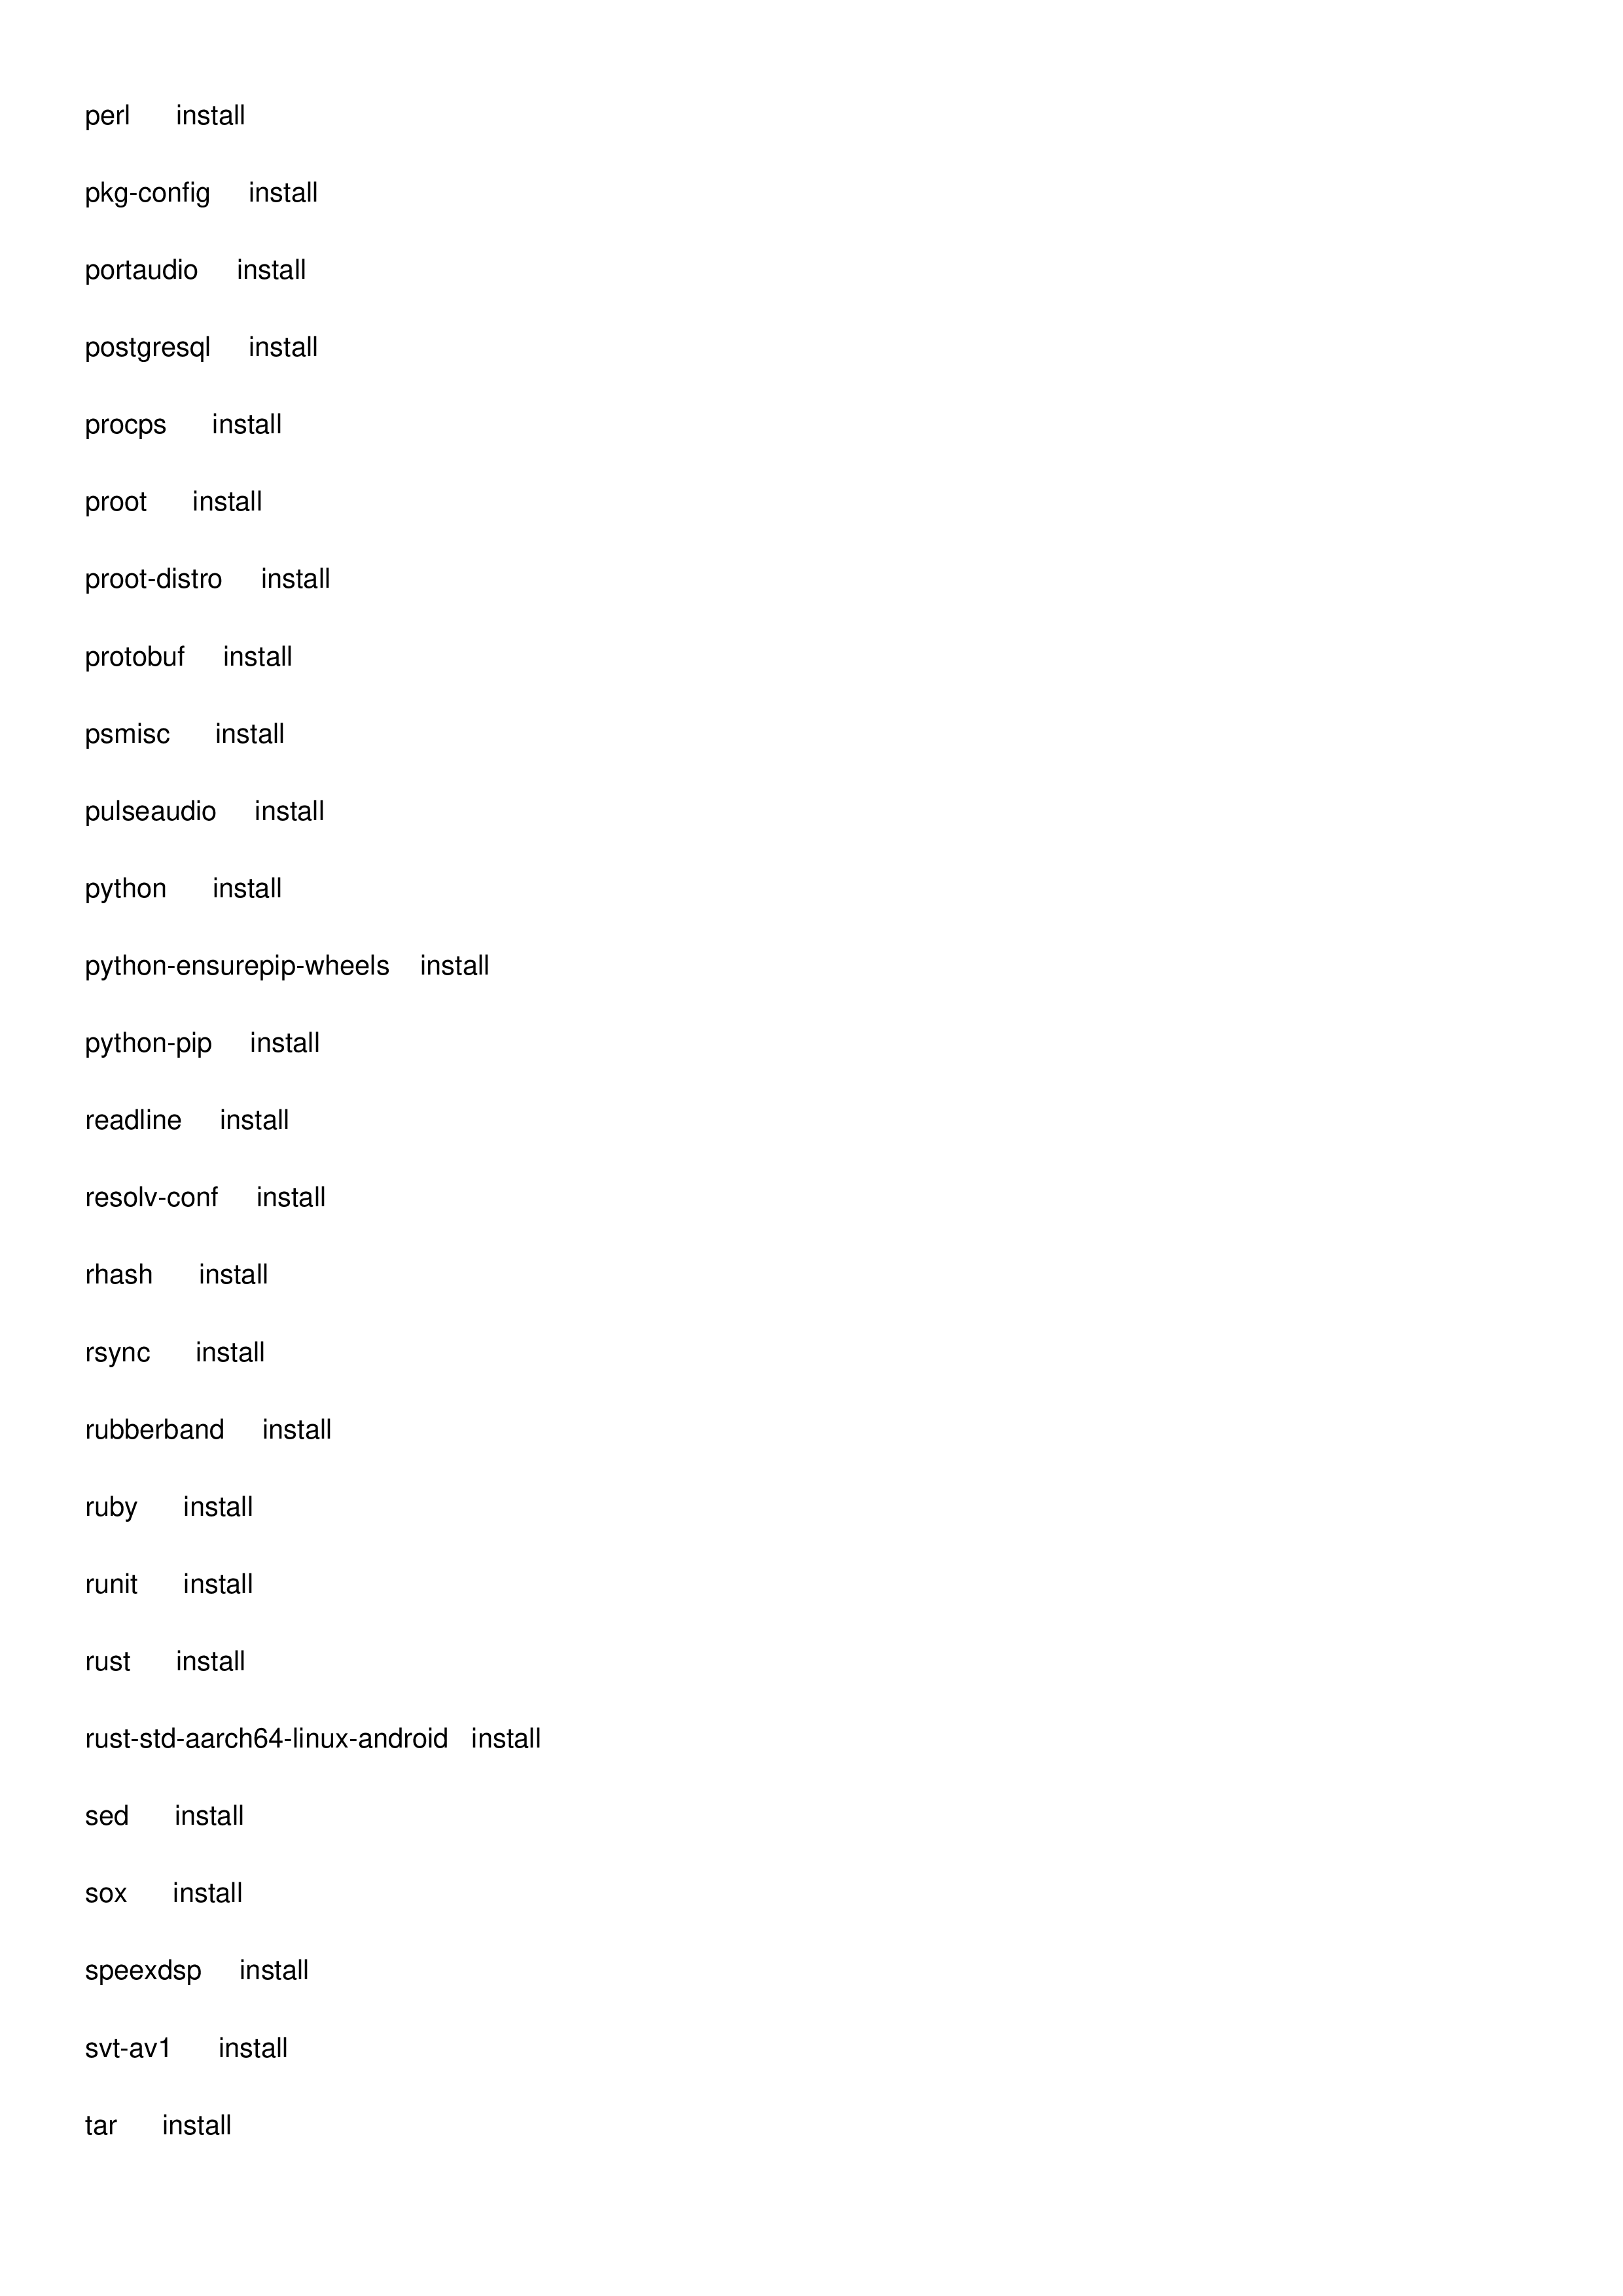 perl install
pkg-config install
portaudio install
postgresql install
procps install
proot install
proot-distro install
protobuf install
psmisc install
pulseaudio install
python install
python-ensurepip-wheels install
python-pip install
readline install
resolv-conf install
rhash install
rsync install
rubberband install
ruby install
runit install
rust install
rust-std-aarch64-linux-android install
sed install
sox install
speexdsp install
svt-av1 install
tar install